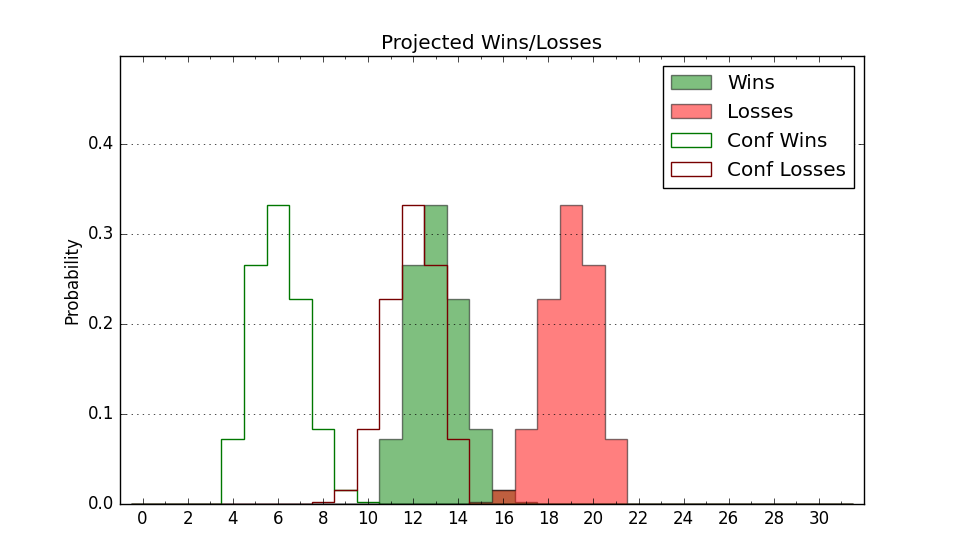 Projected Wins/Losses
Wins
Losses
Conf Wins
Conf Losses
Probability
0.4
0.3
0.2
0.1
0.0
0 2 4 6 8 10 12 14 16 18 20 22 24 26 28 30